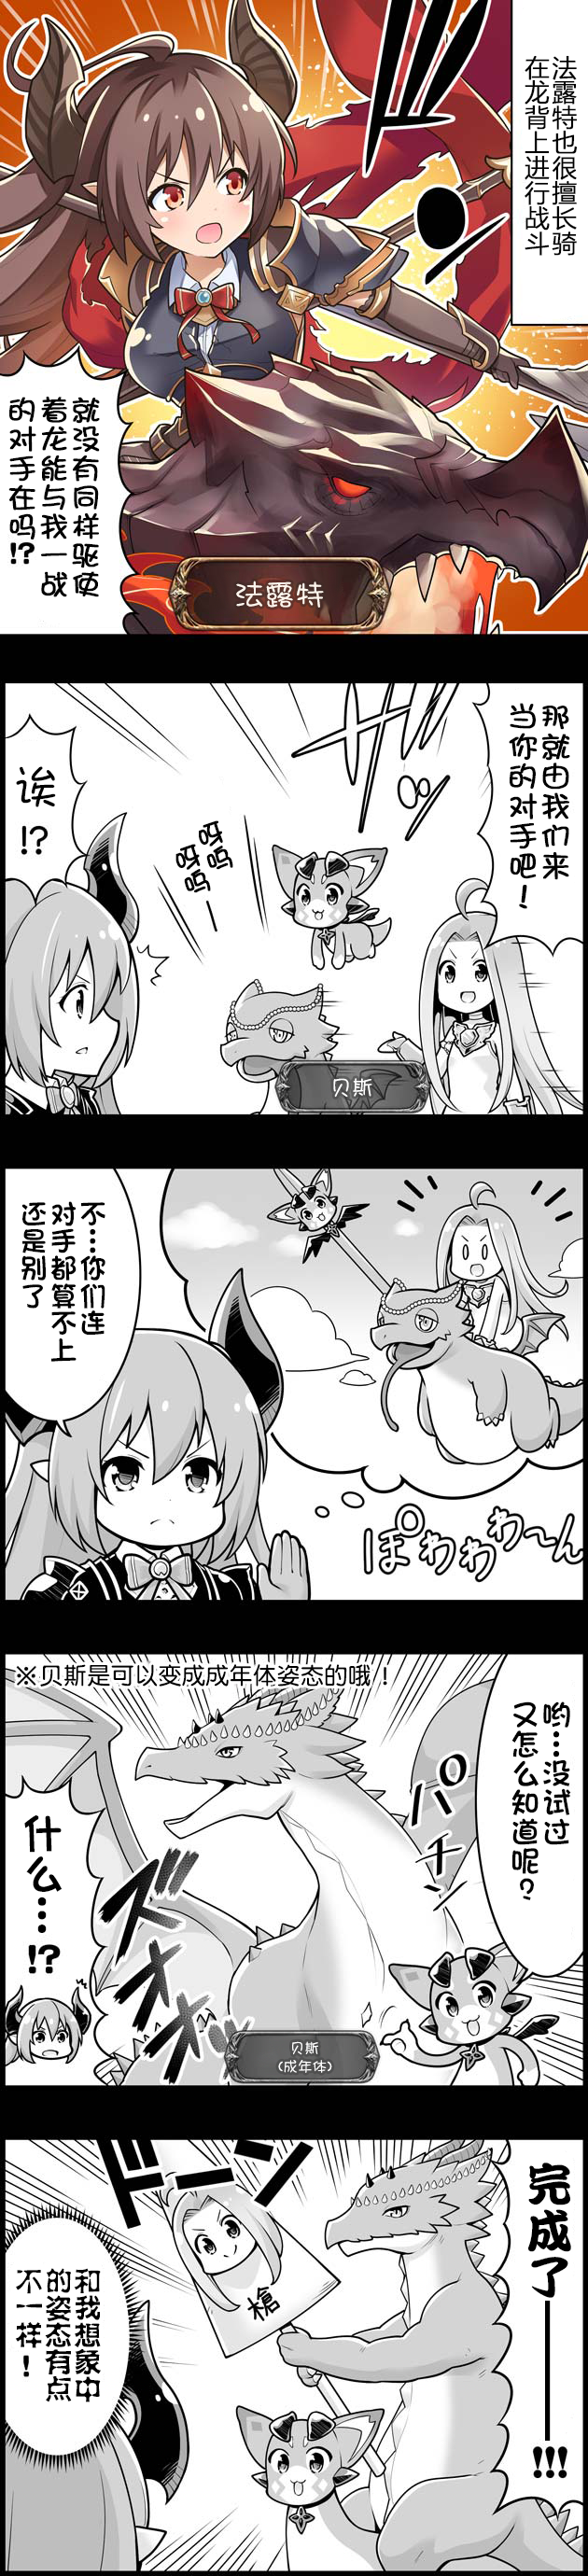 法露特也很擅长骑
在龙背上进行战斗
就没有同样驱使
着龙能与我一战
的对手在吗!?
法露特
那就由我们来
当你的对手吧！
诶!?
呀呜
呀呜ー
贝斯
不…你们连
对手都算不上
还是别了
ぽわわわ〜ん
※贝斯是可以变成成年体姿态的哦！
哟…没试过
又怎么知道呢?
パチン
什么…!?
ズズ
贝斯
(成年体)
完成了━━!!!
ドーン
槍
和我想象中
的姿态有点
不一样！